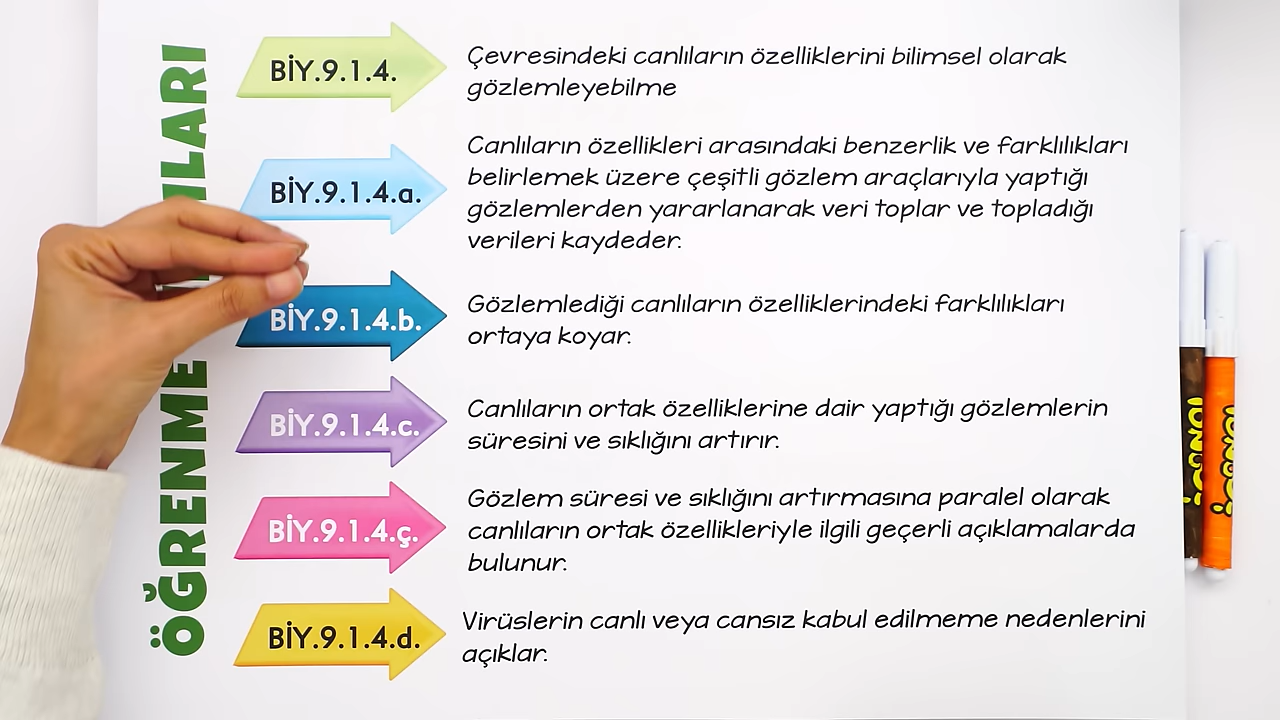 BİY.9.1.4.
Çevresindeki canlıların özelliklerini bilimsel olarak
gözlemleyebilme
BİY.9.1.4.a.
Canlıların özellikleri arasındaki benzerlik ve farklılıkları
belirlemek üzere çeşitli gözlem araçlarıyla yaptığı
gözlemlerden yararlanarak veri toplar ve topladığı
verileri kaydeder.
BİY.9.1.4.b.
Gözlemlediği canlıların özelliklerindeki farklılıkları
ortaya koyar.
BİY.9.1.4.c.
Canlıların ortak özelliklerine dair yaptığı gözlemlerin
süresini ve sıklığını artırır.
BİY.9.1.4.ç.
Gözlem süresi ve sıklığını artırmasına paralel olarak
canlıların ortak özellikleriyle ilgili geçerli açıklamalarda
bulunur.
BİY.9.1.4.d.
Virüslerin canlı veya cansız kabul edilmeme nedenlerini
açıklar.
ÖĞRENME